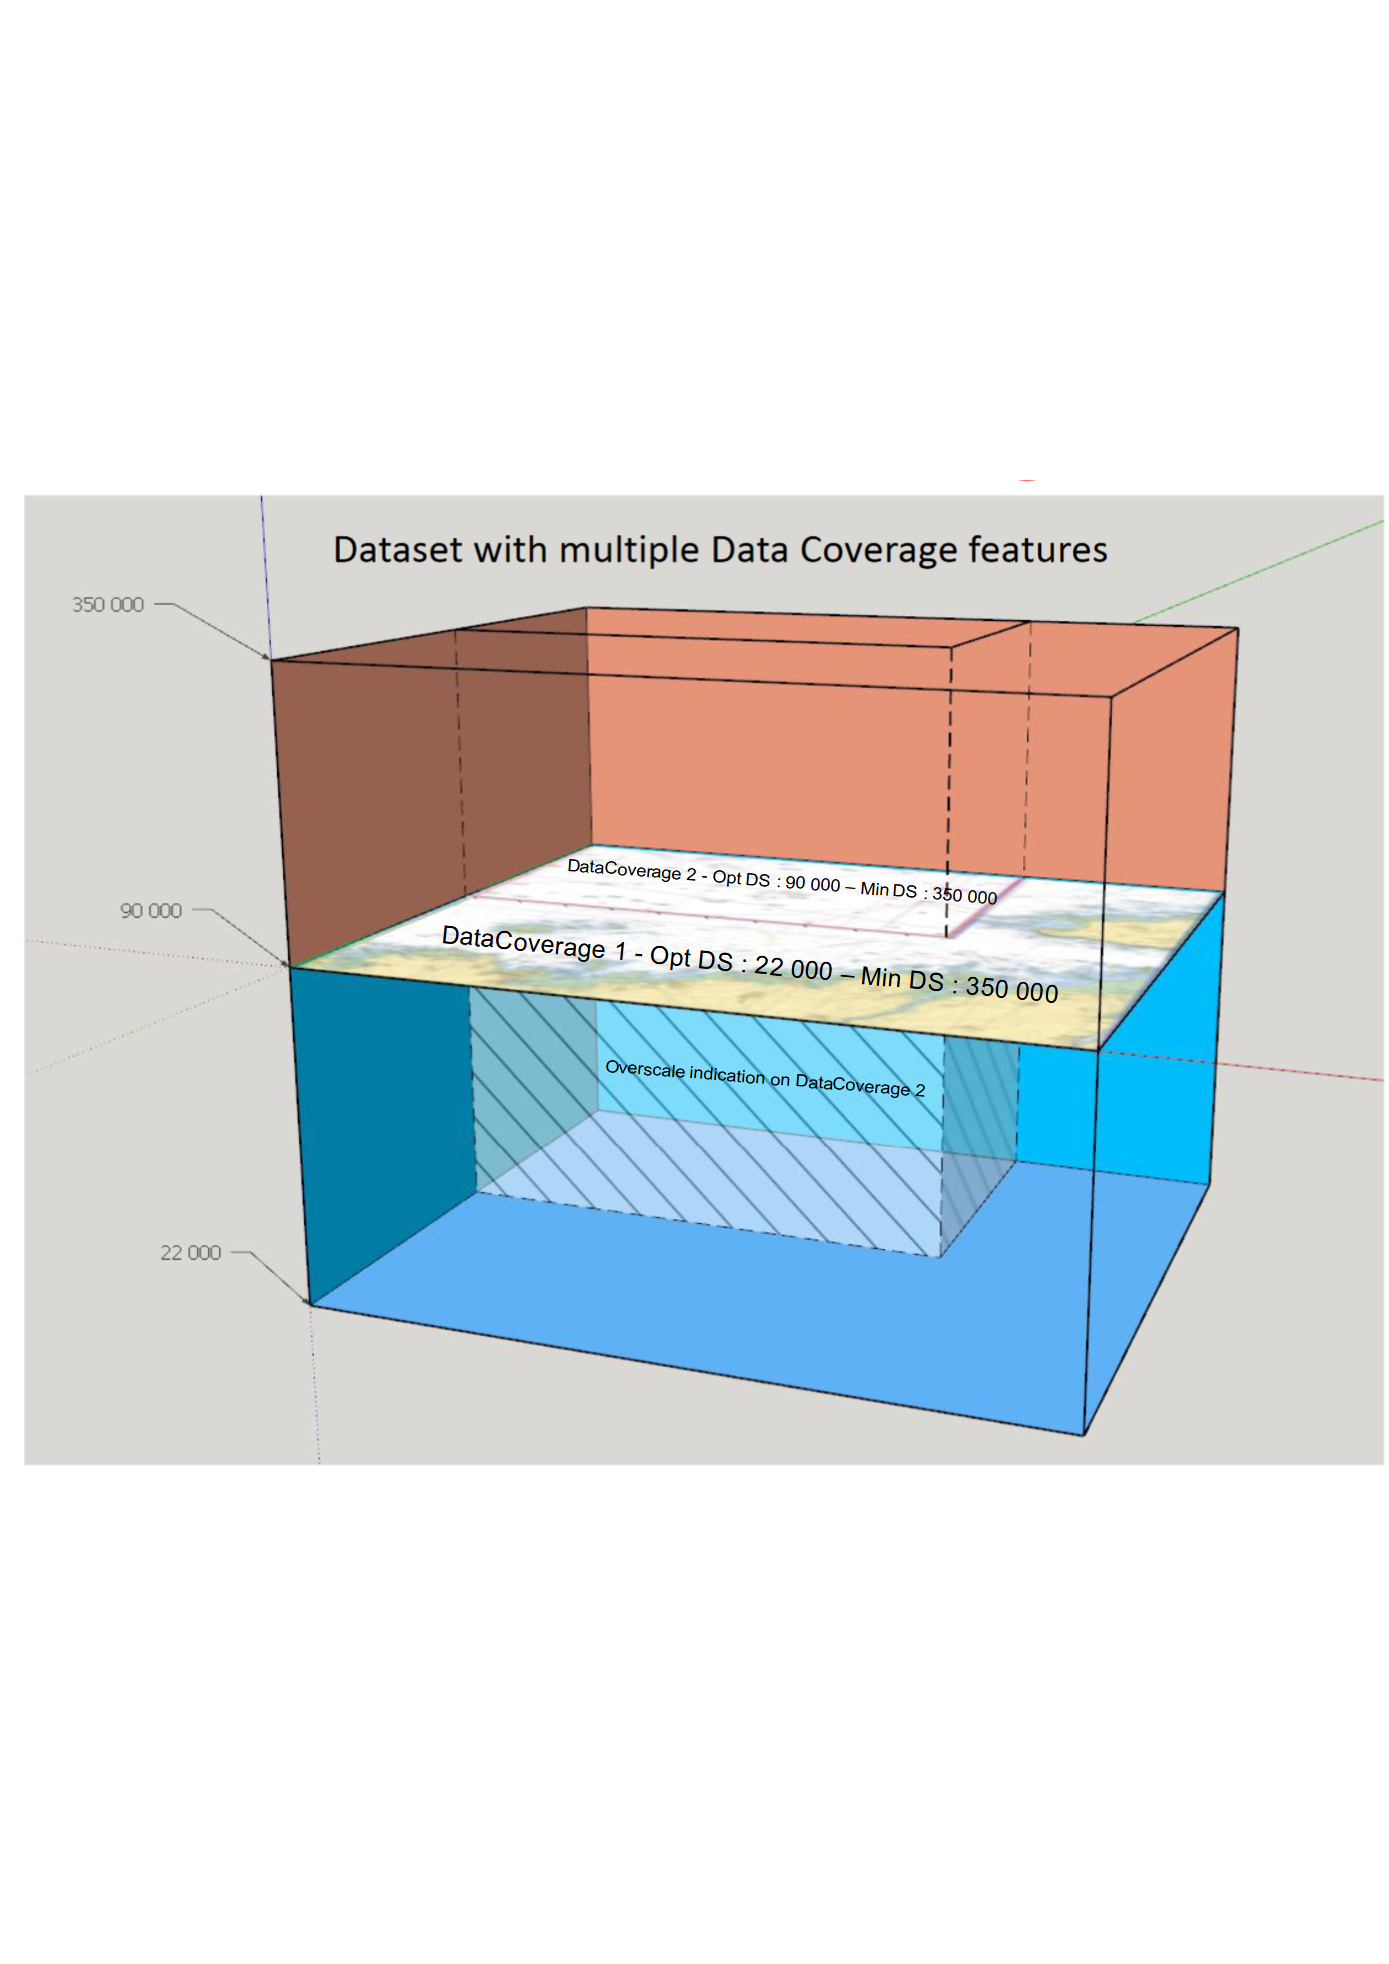 Dataset with multiple Data Coverage features
350 000
DataCoverage 2 - Opt DS : 90 000 – Min DS : 350 000
90 000
DataCoverage 1 - Opt DS : 22 000 – Min DS : 350 000
Overscale indication on DataCoverage 2
22 000